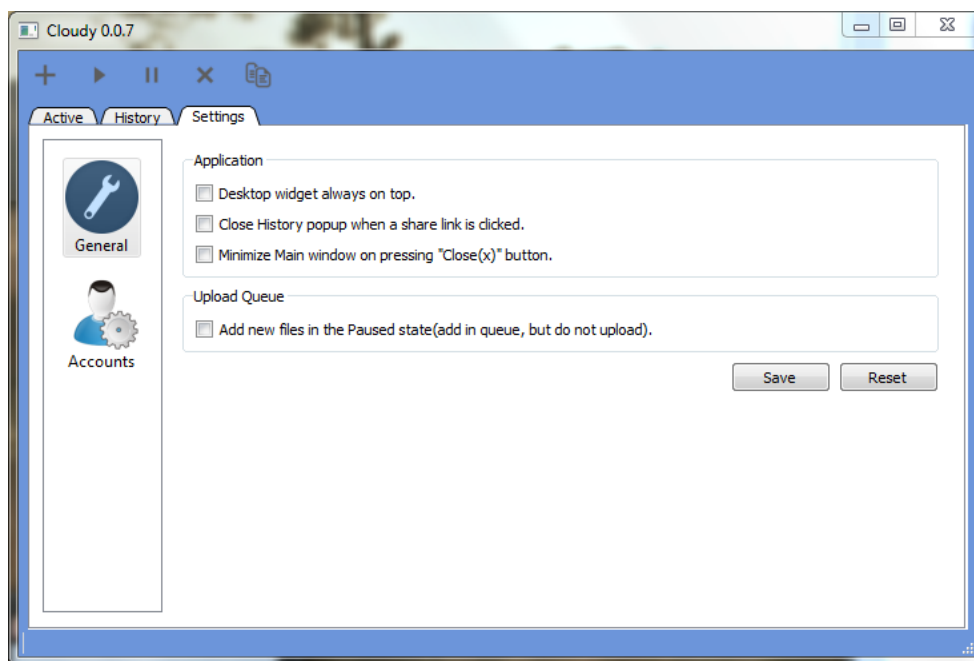 Cloudy 0.0.7
Active
History
Settings
General
Accounts
Application
Desktop widget always on top.
Close History popup when a share link is clicked.
Minimize Main window on pressing "Close(x)" button.
Upload Queue
Add new files in the Paused state(add in queue, but do not upload).
Save
Reset